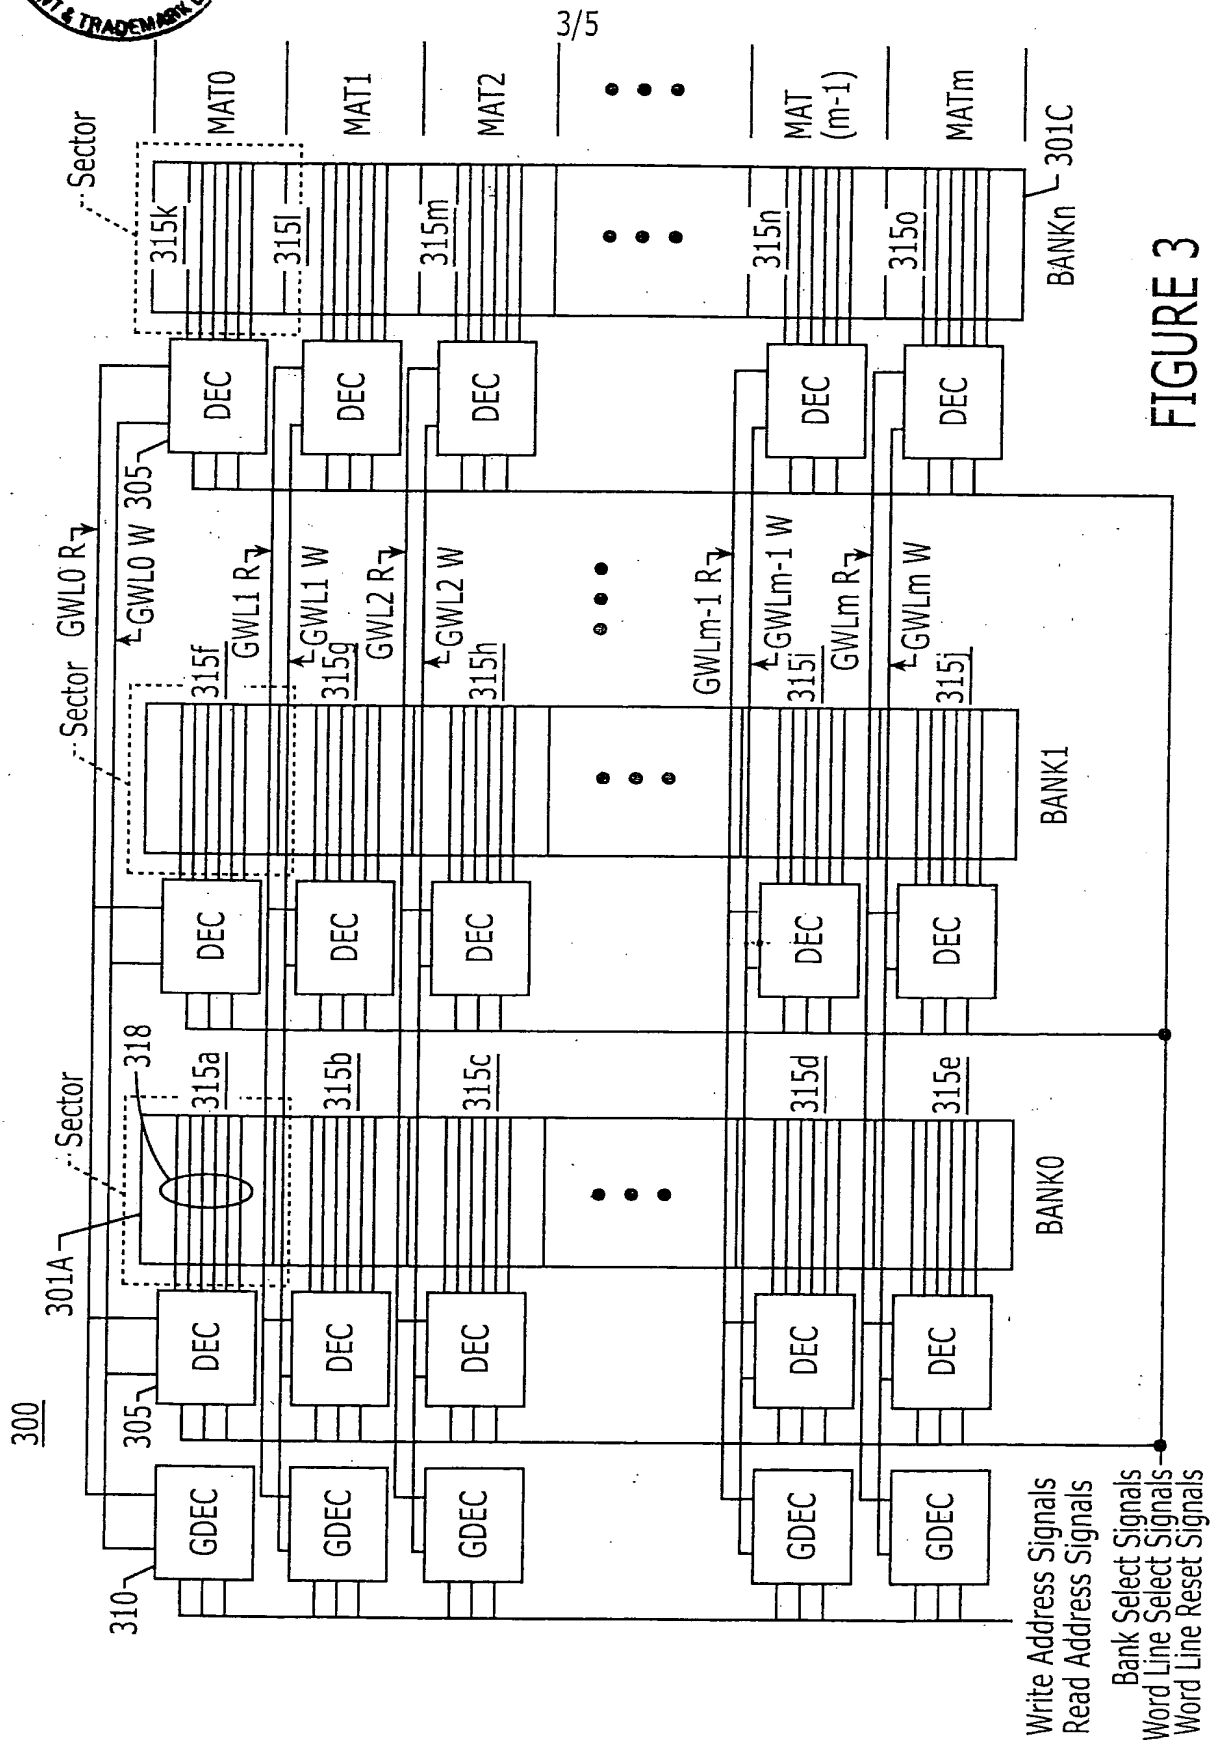 3/5
NT & TRADEMARK
300
301A
Sector
Sector
GWL0 R
GWL0 W
Sector
310
305
318
305
GDEC
DEC
315a
DEC
315f
DEC
315k
MAT0
GWL1 R
GWL1 W
GDEC
DEC
315b
DEC
315g
DEC
315l
MAT1
GWL2 R
GWL2 W
GDEC
DEC
315c
DEC
315h
DEC
315m
MAT2
GWLm-1 R
GWLm-1 W
GDEC
DEC
315d
DEC
315i
DEC
315n
MAT
(m-1)
GWLm R
GWLm W
GDEC
DEC
315e
DEC
315j
DEC
315o
MATm
BANK0
BANK1
BANKn
301C
Write Address Signals
Read Address Signals
Bank Select Signals
Word Line Select Signals
Word Line Reset Signals
FIGURE 3